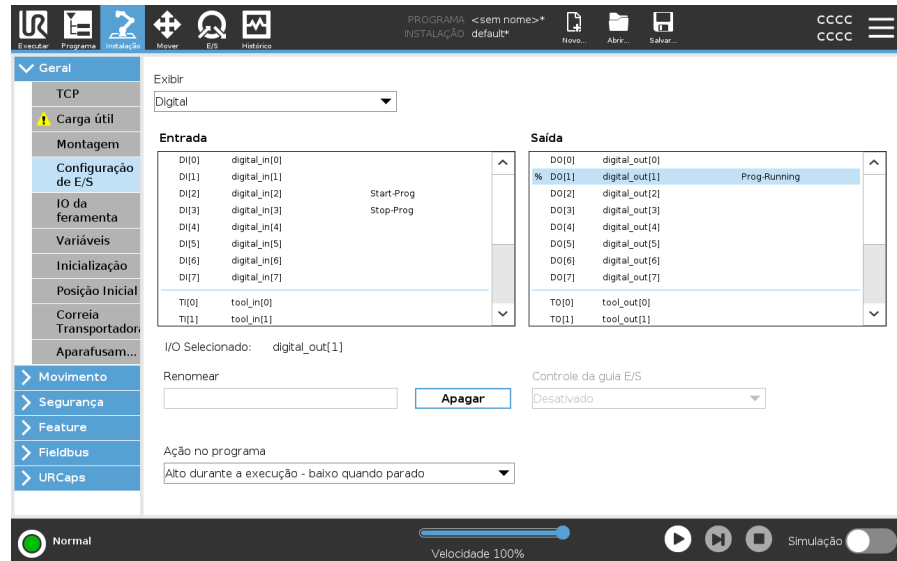 UR
Executar
Programa
Instalação
Mover
E/S
Histórico
PROGRAMA <sem nome>*
INSTALAÇÃO default*
Novo...
Abrir...
Salvar...
CCCC
CCCC
Geral
TCP
Carga útil
Montagem
Configuração
de E/S
IO da
ferramenta
Variáveis
Inicialização
Posição Inicial
Correia
Transportadora
Aparafusam...
Movimento
Segurança
Feature
Fieldbus
URCaps
Exibir
Digital
Entrada
DI[0] digital_in[0]
DI[1] digital_in[1]
DI[2] digital_in[2] Start-Prog
DI[3] digital_in[3] Stop-Prog
DI[4] digital_in[4]
DI[5] digital_in[5]
DI[6] digital_in[6]
DI[7] digital_in[7]
TI[0] tool_in[0]
TI[1] tool_in[1]
Saída
DO[0] digital_out[0]
% DO[1] digital_out[1] Prog-Running
DO[2] digital_out[2]
DO[3] digital_out[3]
DO[4] digital_out[4]
DO[5] digital_out[5]
DO[6] digital_out[6]
DO[7] digital_out[7]
TO[0] tool_out[0]
TO[1] tool_out[1]
I/O Selecionado: digital_out[1]
Renomear
Apagar
Controle da guia E/S
Desativado
Ação no programa
Alto durante a execução - baixo quando parado
Normal
Velocidade 100%
Simulação